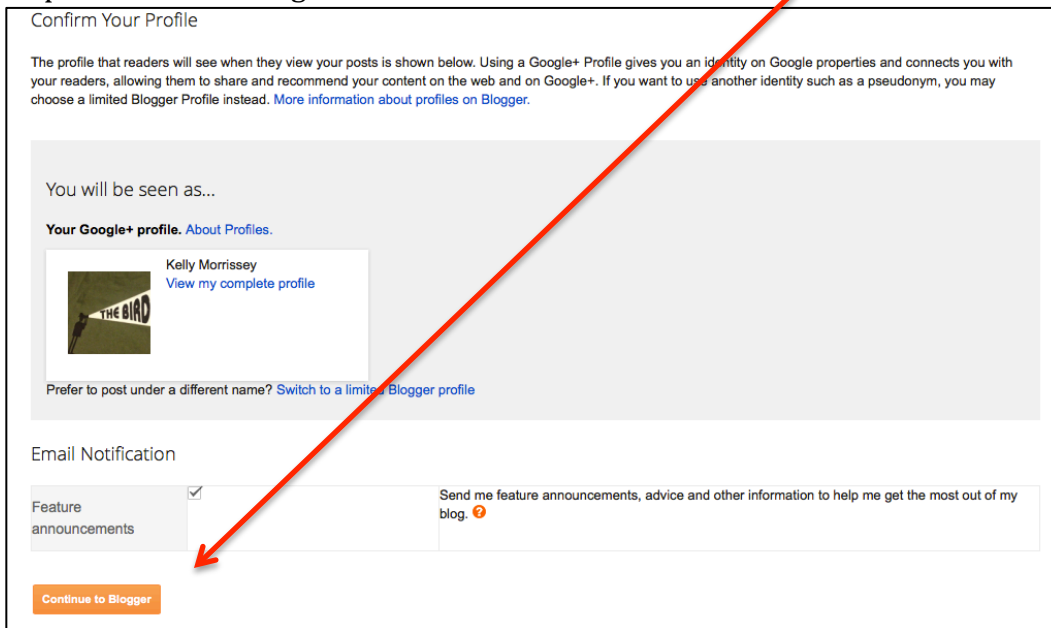 Confirm Your Profile
The profile that readers will see when they view your posts is shown below. Using a Google+ Profile gives you an identity on Google properties and connects you with
your readers, allowing them to share and recommend your content on the web and on Google+. If you want to use another identity such as a pseudonym, you may
choose a limited Blogger Profile instead. More information about profiles on Blogger.
You will be seen as...
Your Google+ profile. About Profiles.
Kelly Morrissey
View my complete profile
THE BIRD
Prefer to post under a different name? Switch to a limited Blogger profile
Email Notification
Feature
announcements
Send me feature announcements, advice and other information to help me get the most out of my
blog. ?
Continue to Blogger